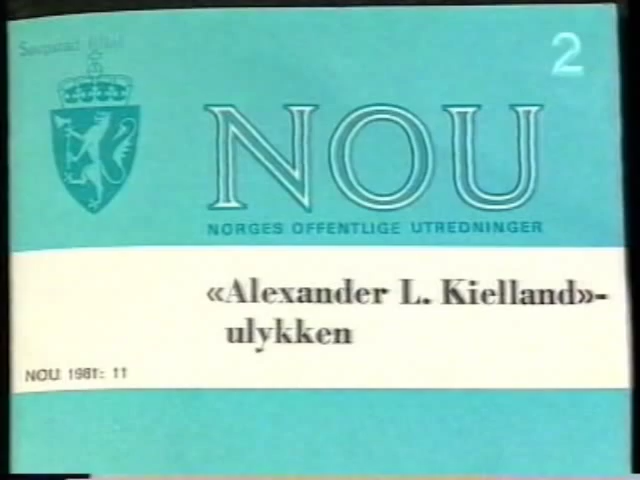 2
NOU
NORGES OFFENTLIGE UTREDNINGER
«Alexander L. Kielland»-
ulykken
NOU 1981: 11